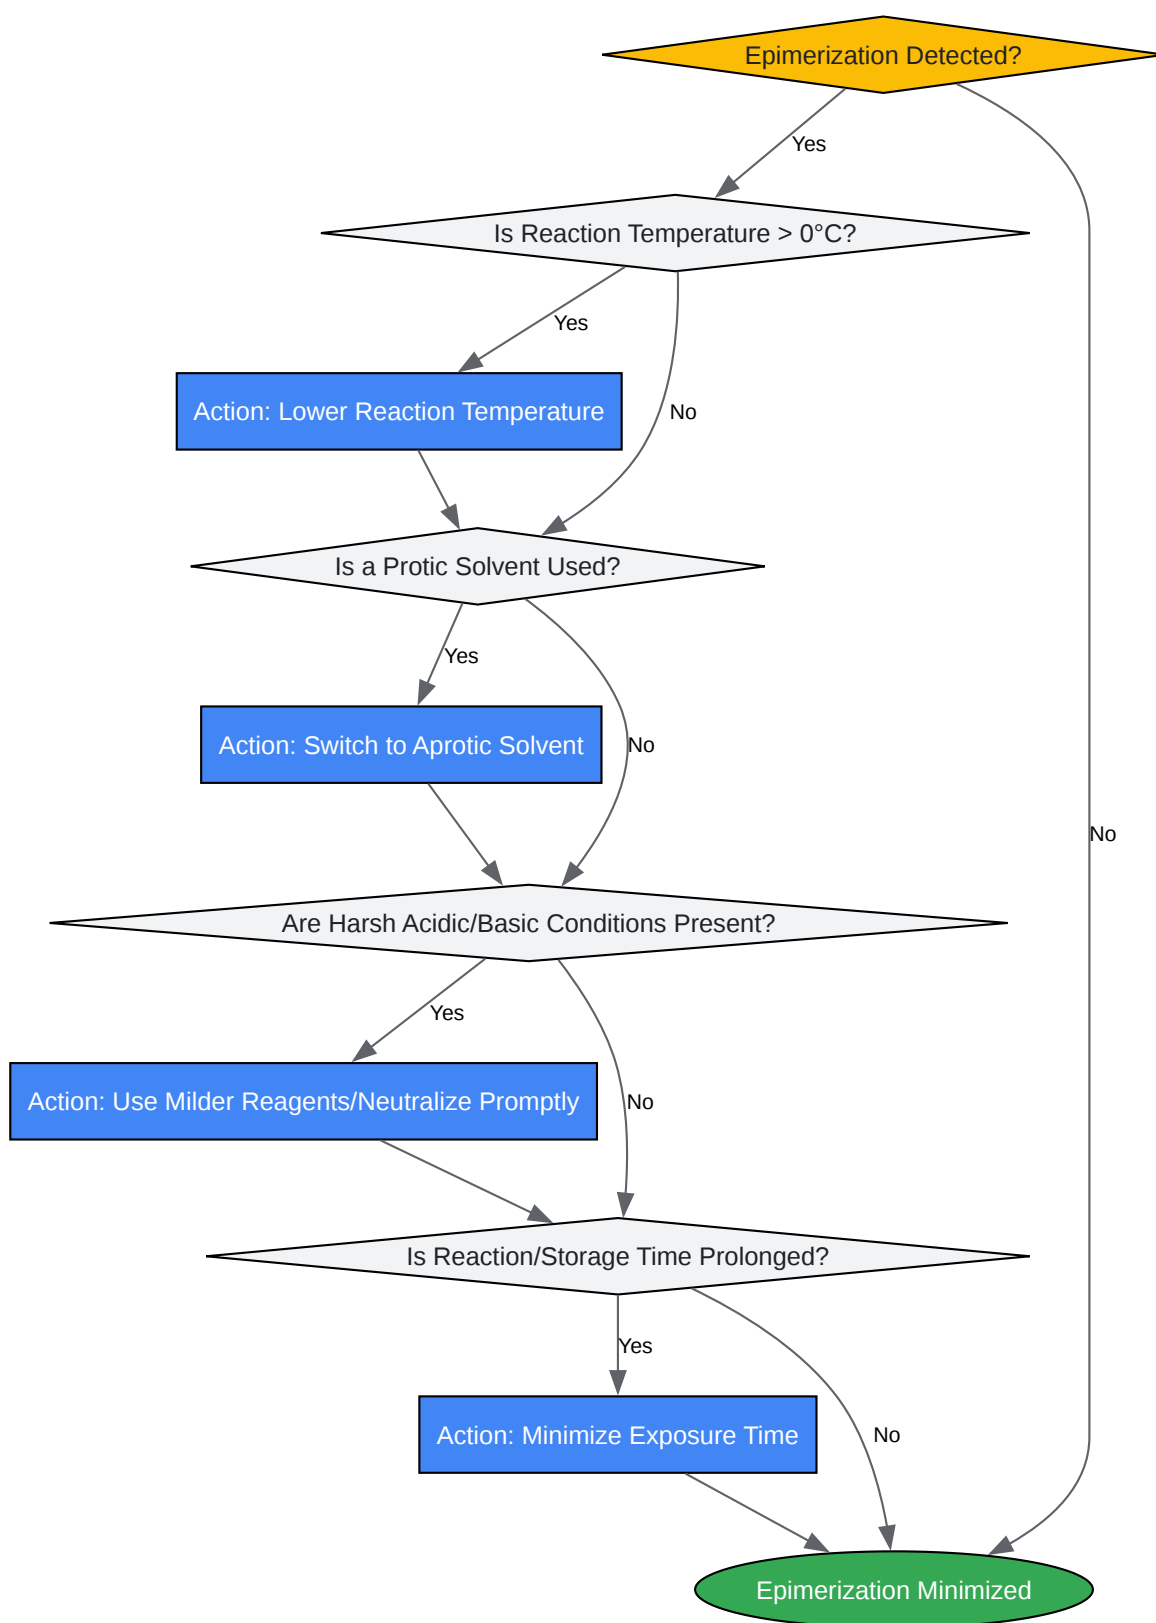 Epimerization Detected?
Yes
Is Reaction Temperature > 0°C?
Yes
Action: Lower Reaction Temperature
No
Is a Protic Solvent Used?
Yes
Action: Switch to Aprotic Solvent
No
No
Are Harsh Acidic/Basic Conditions Present?
Yes
Action: Use Milder Reagents/Neutralize Promptly
No
Is Reaction/Storage Time Prolonged?
Yes
Action: Minimize Exposure Time
No
Epimerization Minimized